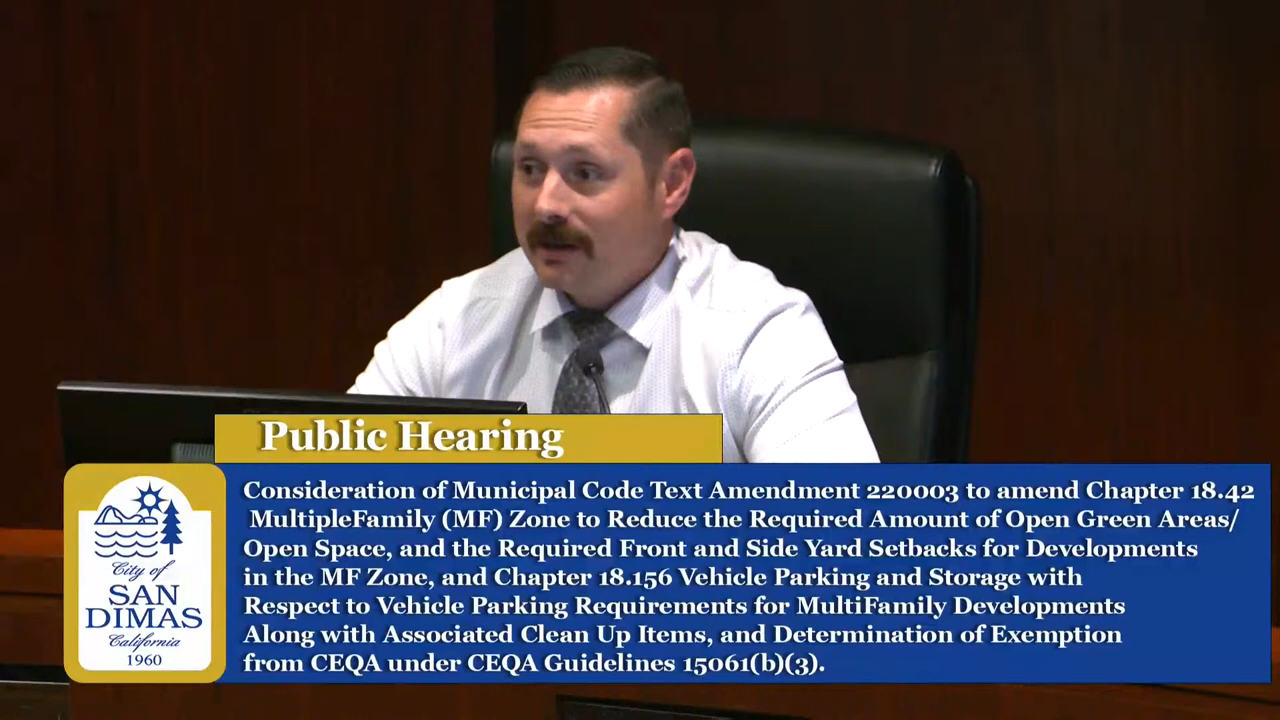 Public Hearing
Consideration of Municipal Code Text Amendment 220003 to amend Chapter 18.42
MultipleFamily (MF) Zone to Reduce the Required Amount of Open Green Areas/
Open Space, and the Required Front and Side Yard Setbacks for Developments
in the MF Zone, and Chapter 18.156 Vehicle Parking and Storage with
Respect to Vehicle Parking Requirements for MultiFamily Developments
Along with Associated Clean Up Items, and Determination of Exemption
from CEQA under CEQA Guidelines 15061(b)(3).
City of
SAN
DIMAS
California
1960